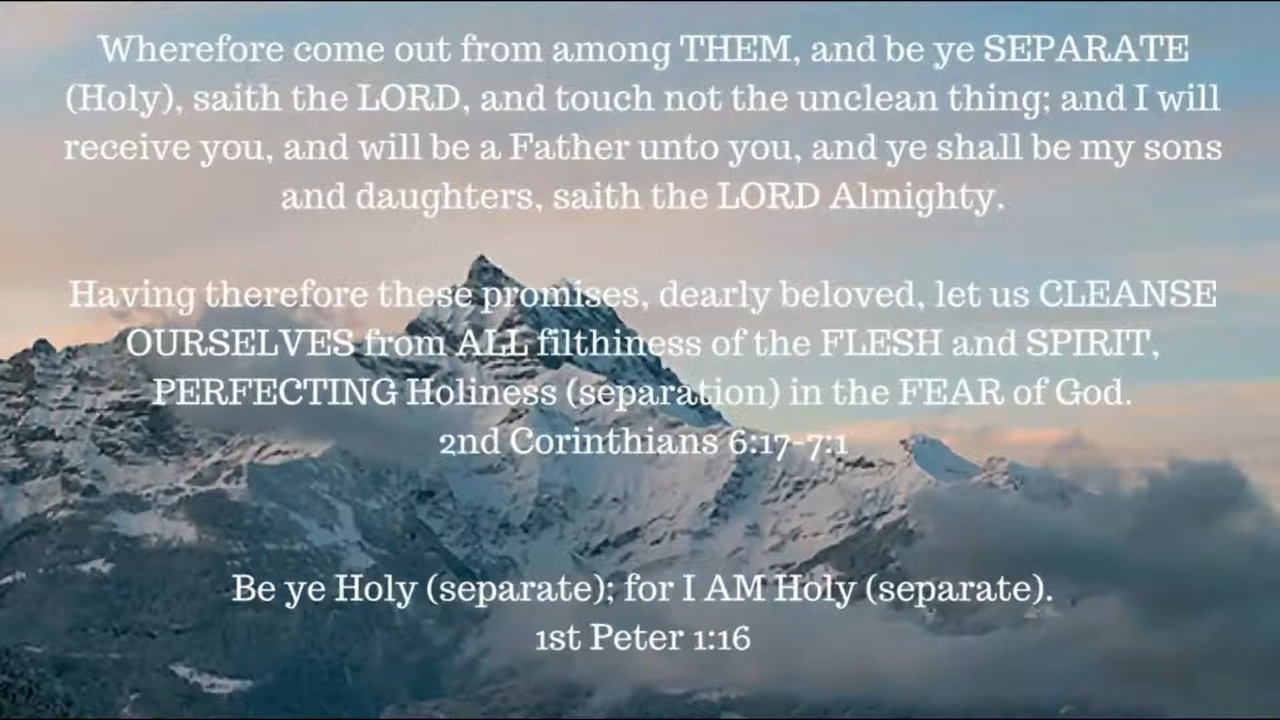 Wherefore come out from among THEM, and be ye SEPARATE
(Holy), saith the LORD, and touch not the unclean thing; and I will
receive you, and will be a Father unto you, and ye shall be my sons
and daughters, saith the LORD Almighty.
Having therefore these promises, dearly beloved, let us CLEANSE
OURSELVES from ALL filthiness of the FLESH and SPIRIT,
PERFECTING Holiness (separation) in the FEAR of God.
2nd Corinthians 6:17-7:1
Be ye Holy (separate); for I AM Holy (separate).
1st Peter 1:16